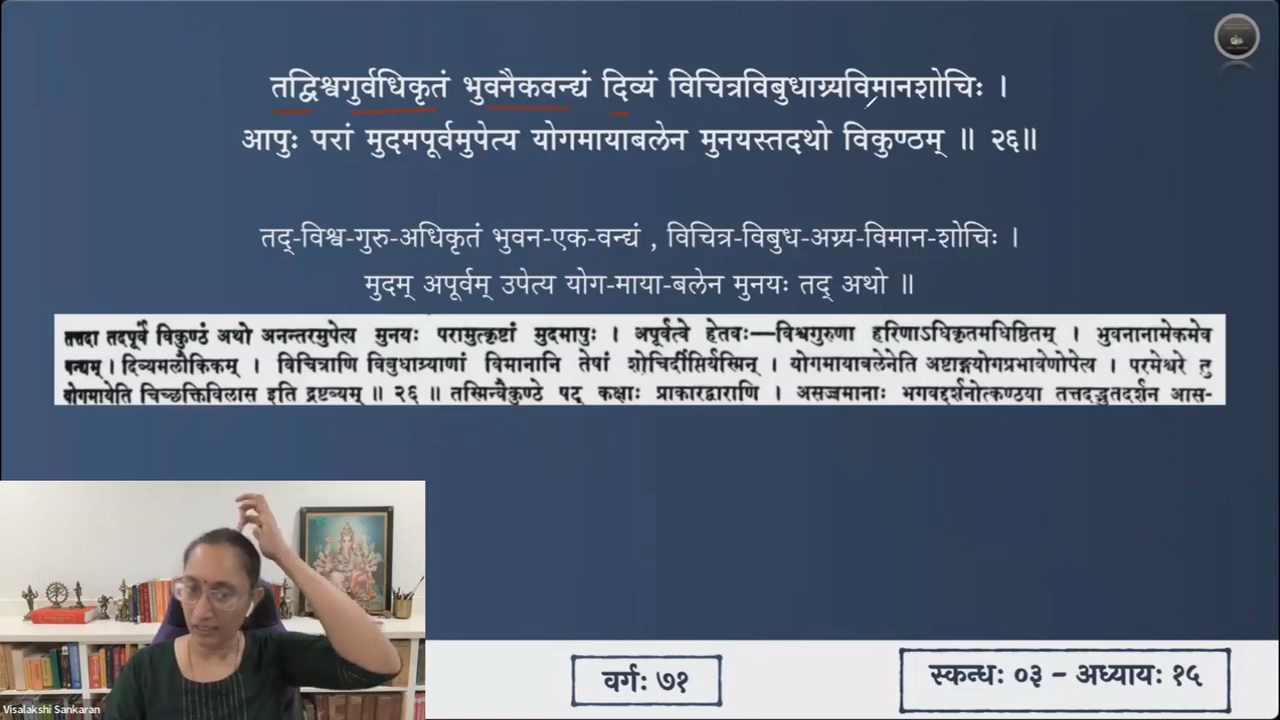 तद्विश्वगुर्वधिकृतं भुवनैकवन्द्यं दिव्यं विचित्रविबुधाग्र्यविमानशोचिः ।
आपुः परां मुदमपूर्वमुपेत्य योगमायाबलेन मुनयस्तदथो विकुण्ठम् ॥ २६॥
तद्-विश्व-गुरु-अधिकृतं भुवन-एक-वन्द्यं , विचित्र-विबुध-अग्र्य-विमान-शोचिः ।
मुदम् अपूर्वम् उपेत्य योग-माया-बलेन मुनयः तद् अथो ॥
तत्तदा तदपूर्वं विकुण्ठं अथो अनन्तरमुपेत्य मुनयः परामुत्कृष्टां मुदमापुः । अपूर्वत्वे हेतवः—विश्वगुरुणा हरिणाऽधिकृतमधिष्ठितम् । भुवनानामेकमेव
वन्द्यम् । दिव्यमलौकिकम् । विचित्राणि विबुधाग्र्याणां विमानानि तेषां शोचिर्दीप्तिर्यस्मिन् । योगमायाबलेनेति अष्टाङ्गयोगप्रभावेणोपेत्य । परमेश्वरे तु
योगमायेति चिच्छक्तिविलास इति द्रष्टव्यम् ॥ २६ ॥ तस्मिन्वैकुण्ठे षट् कक्षाः प्राकारद्वाराणि । असज्जमानाः भगवद्दर्शनोत्कण्ठया तत्तदद्भुतदर्शन आस-
Visalakshi Sankaran
वर्गः ७१
स्कन्धः ०३ - अध्यायः १५